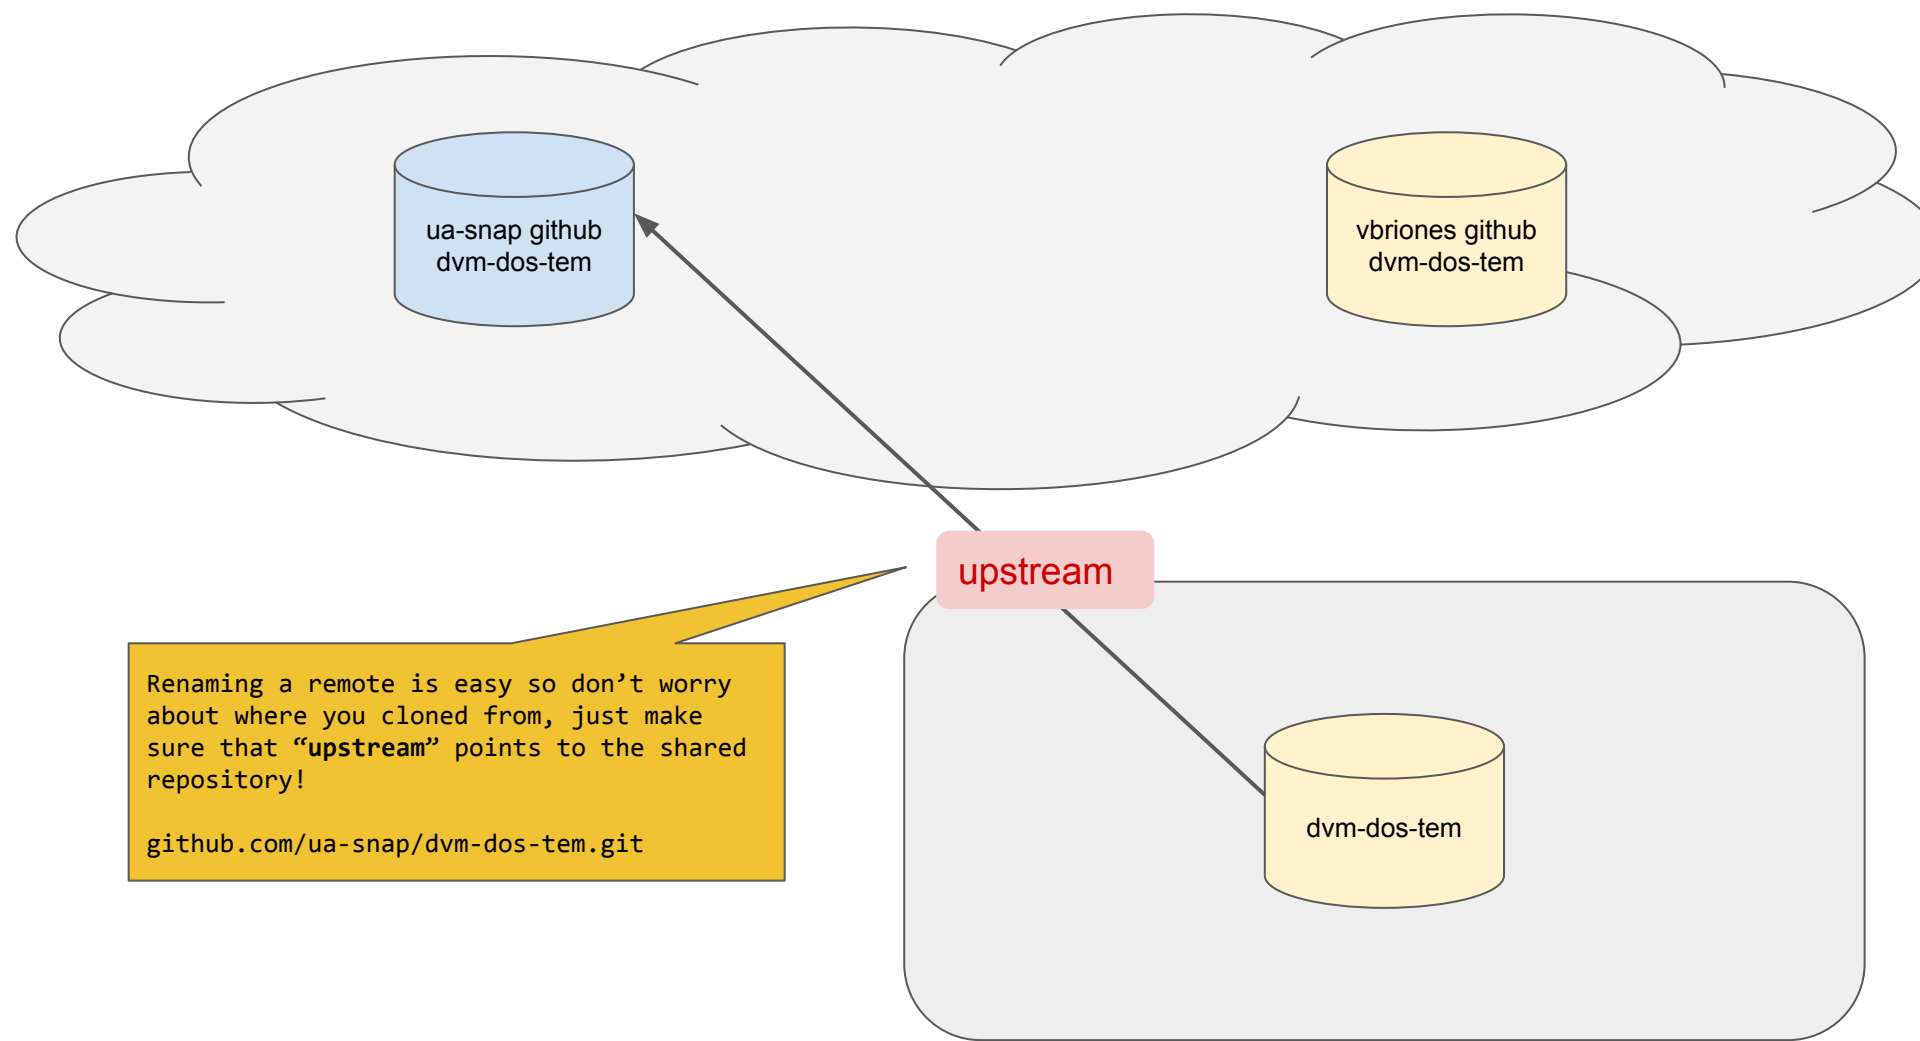 ua-snap github
dvm-dos-tem
vbriones github
dvm-dos-tem
upstream
Renaming a remote is easy so don’t worry
about where you cloned from, just make
sure that “upstream” points to the shared
repository!
github.com/ua-snap/dvm-dos-tem.git
dvm-dos-tem